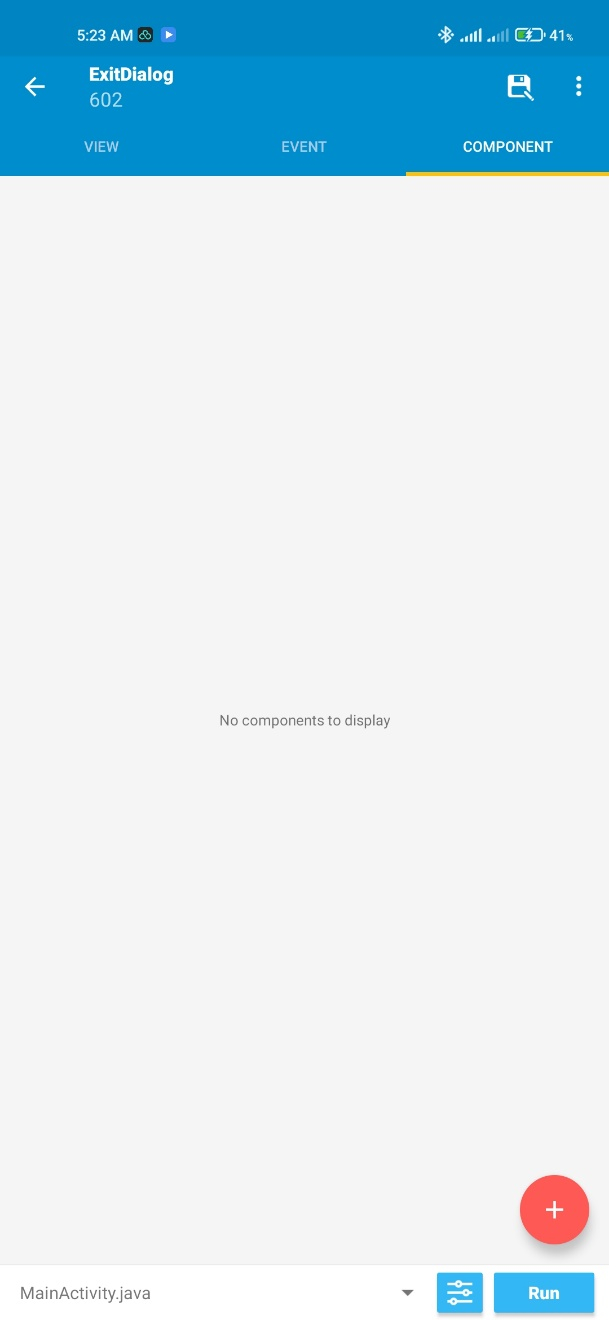 5:23 AM
41%
ExitDialog
602
VIEW
EVENT
COMPONENT
No components to display
MainActivity.java
Run